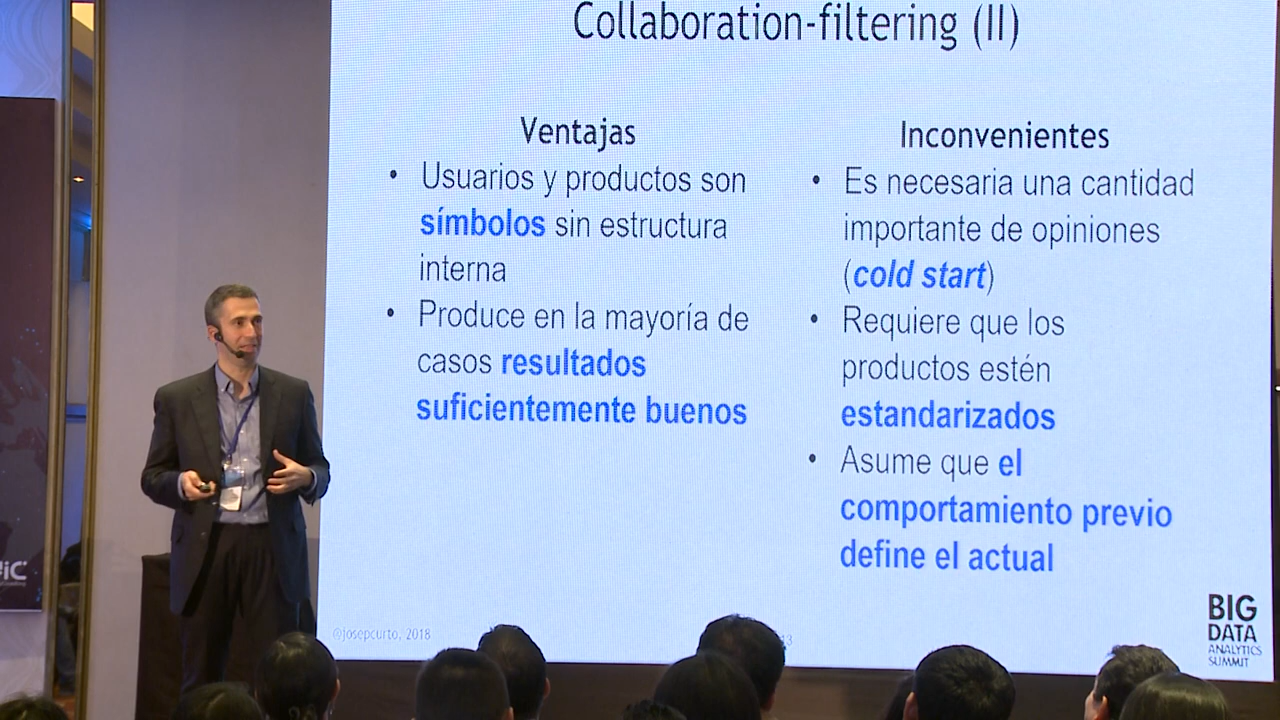 Collaboration-filtering (II)
Ventajas
• Usuarios y productos son
símbolos sin estructura
interna
• Produce en la mayoría de
casos resultados
suficientemente buenos
Inconvenientes
• Es necesaria una cantidad
importante de opiniones
(cold start)
• Requiere que los
productos estén
estandarizados
• Asume que el
comportamiento previo
define el actual
@josepcurto, 2018
BIG
DATA
ANALYTICS
SUMMIT